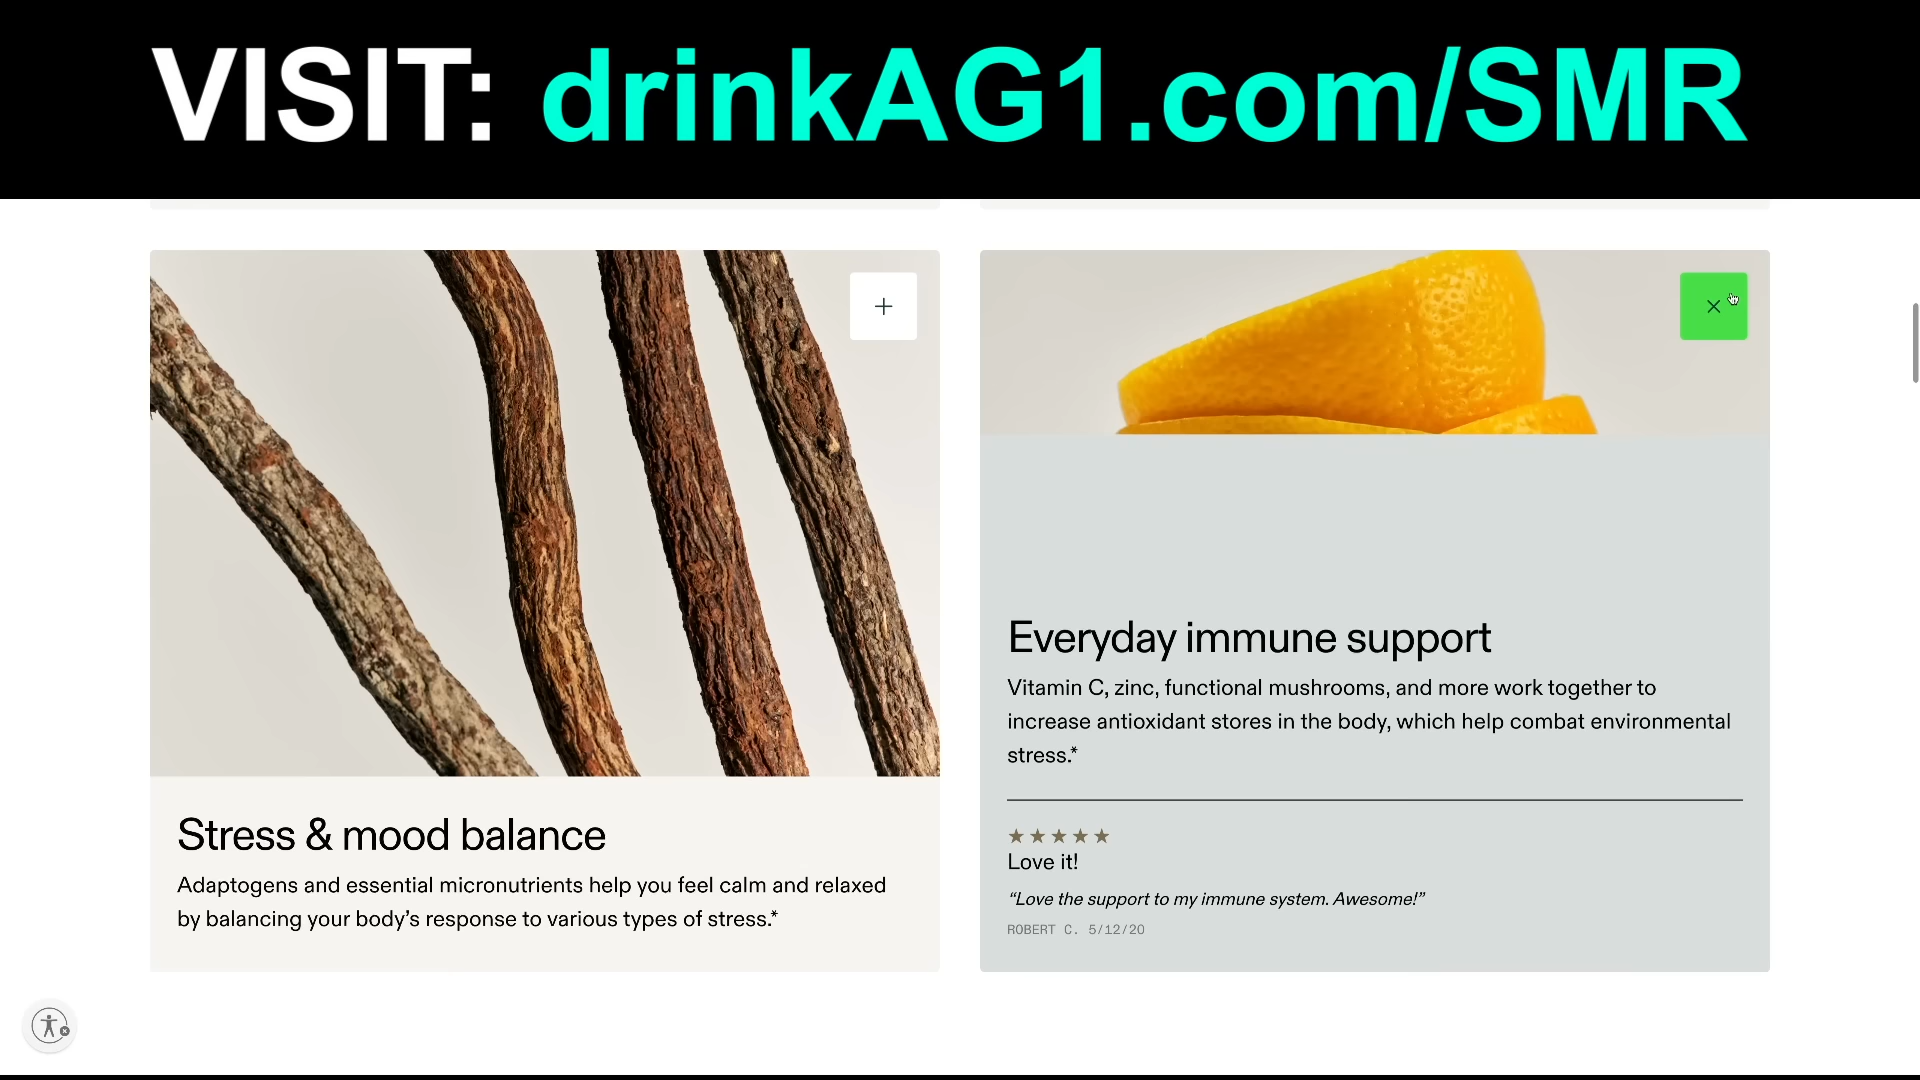 VISIT: drinkAG1.com/SMR
Stress & mood balance
Adaptogens and essential micronutrients help you feel calm and relaxed
by balancing your body’s response to various types of stress.*
Everyday immune support
Vitamin C, zinc, functional mushrooms, and more work together to
increase antioxidant stores in the body, which help combat environmental
stress.*
★★★★★
Love it!
“Love the support to my immune system. Awesome!”
ROBERT C. 5/12/20